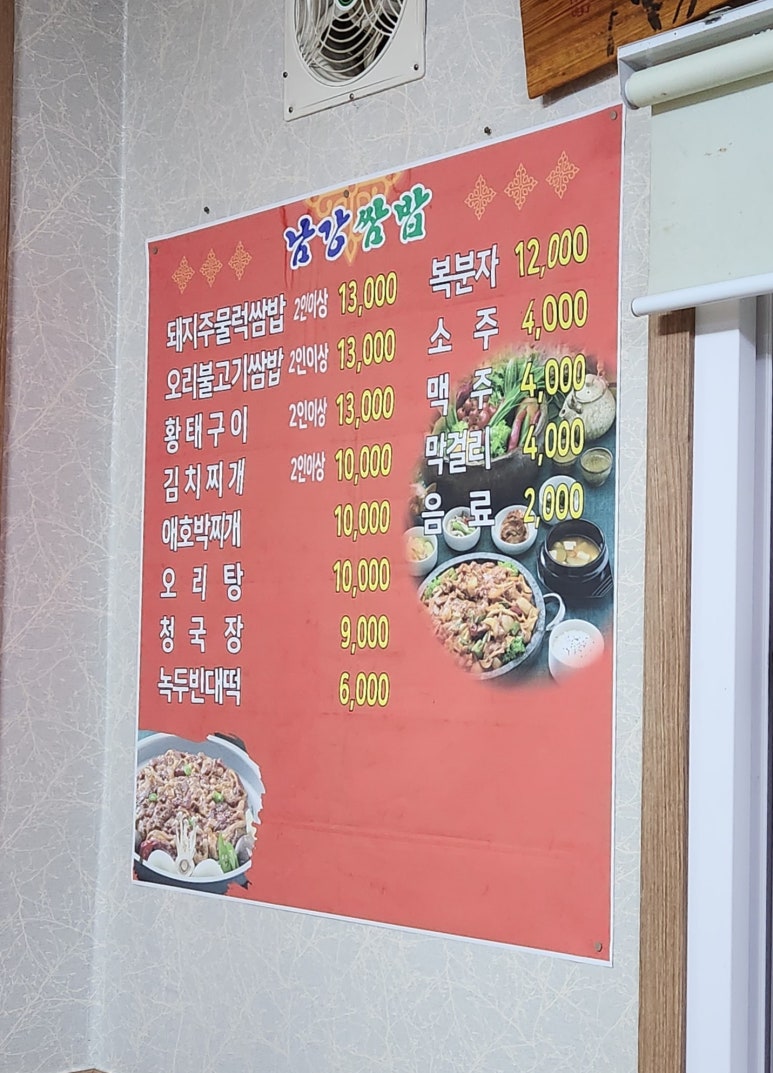 남강쌈밥
돼지주물럭쌈밥 2인이상 13,000
오리불고기쌈밥 2인이상 13,000
황태구이 2인이상 13,000
김치찌개 2인이상 10,000
애호박찌개 10,000
오리탕 10,000
청국장 9,000
녹두빈대떡 6,000
복분자 12,000
소주 4,000
맥주 4,000
막걸리 4,000
음료 2,000